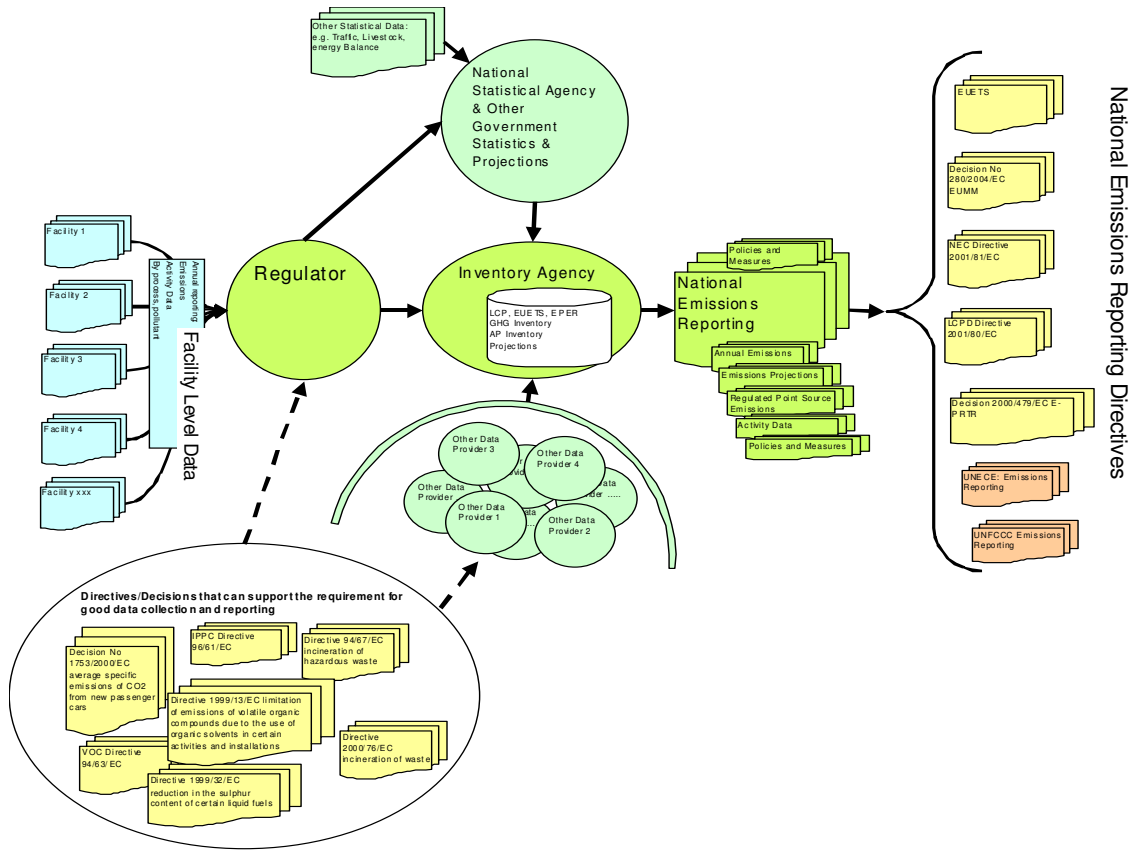 Other Statistical Data:
e.g. Traffic, Livestock,
energy Balance
National
Statistical Agency
& Other
Government
Statistics &
Projections
Facility 1
Facility 2
Facility 3
Facility 4
Facility xxx
Annual reporting
Emissions
Activity Data
By process, pollutant
Facility Level Data
Regulator
Inventory Agency
LCP, EUETS, EPER
GHG Inventory
AP Inventory
Projections
Policies and
Measures
National
Emissions
Reporting
Annual Emissions
Emissions Projections
Regulated Point Source
Emissions
Activity Data
Policies and Measures
EUETS
Decision No
280/2004/EC
EUMM
NEC Directive
2001/81/EC
LCPD Directive
2001/80/EC
Decision 2000/479/EC E-
PRTR
UNECE: Emissions
Reporting
UNFCCC Emissions
Reporting
National Emissions Reporting Directives
Other Data
Provider 3
Other Data
Provider 4
Other Data
Provider
Other Data
Provider 1
Other Data
Provider 2
Directives/Decisions that can support the requirement for
good data collection and reporting
Decision No
1753/2000/EC
average specific
emissions of CO2
from new passenger
cars
IPPC Directive
96/61/EC
Directive 94/67/EC
incineration of
hazardous waste
Directive 1999/13/EC limitation
of emissions of volatile organic
compounds due to the use of
organic solvents in certain
activities and installations
VOC Directive
94/63/EC
Directive
2000/76/EC
incineration of waste
Directive 1999/32/EC
reduction in the sulphur
content of certain liquid fuels